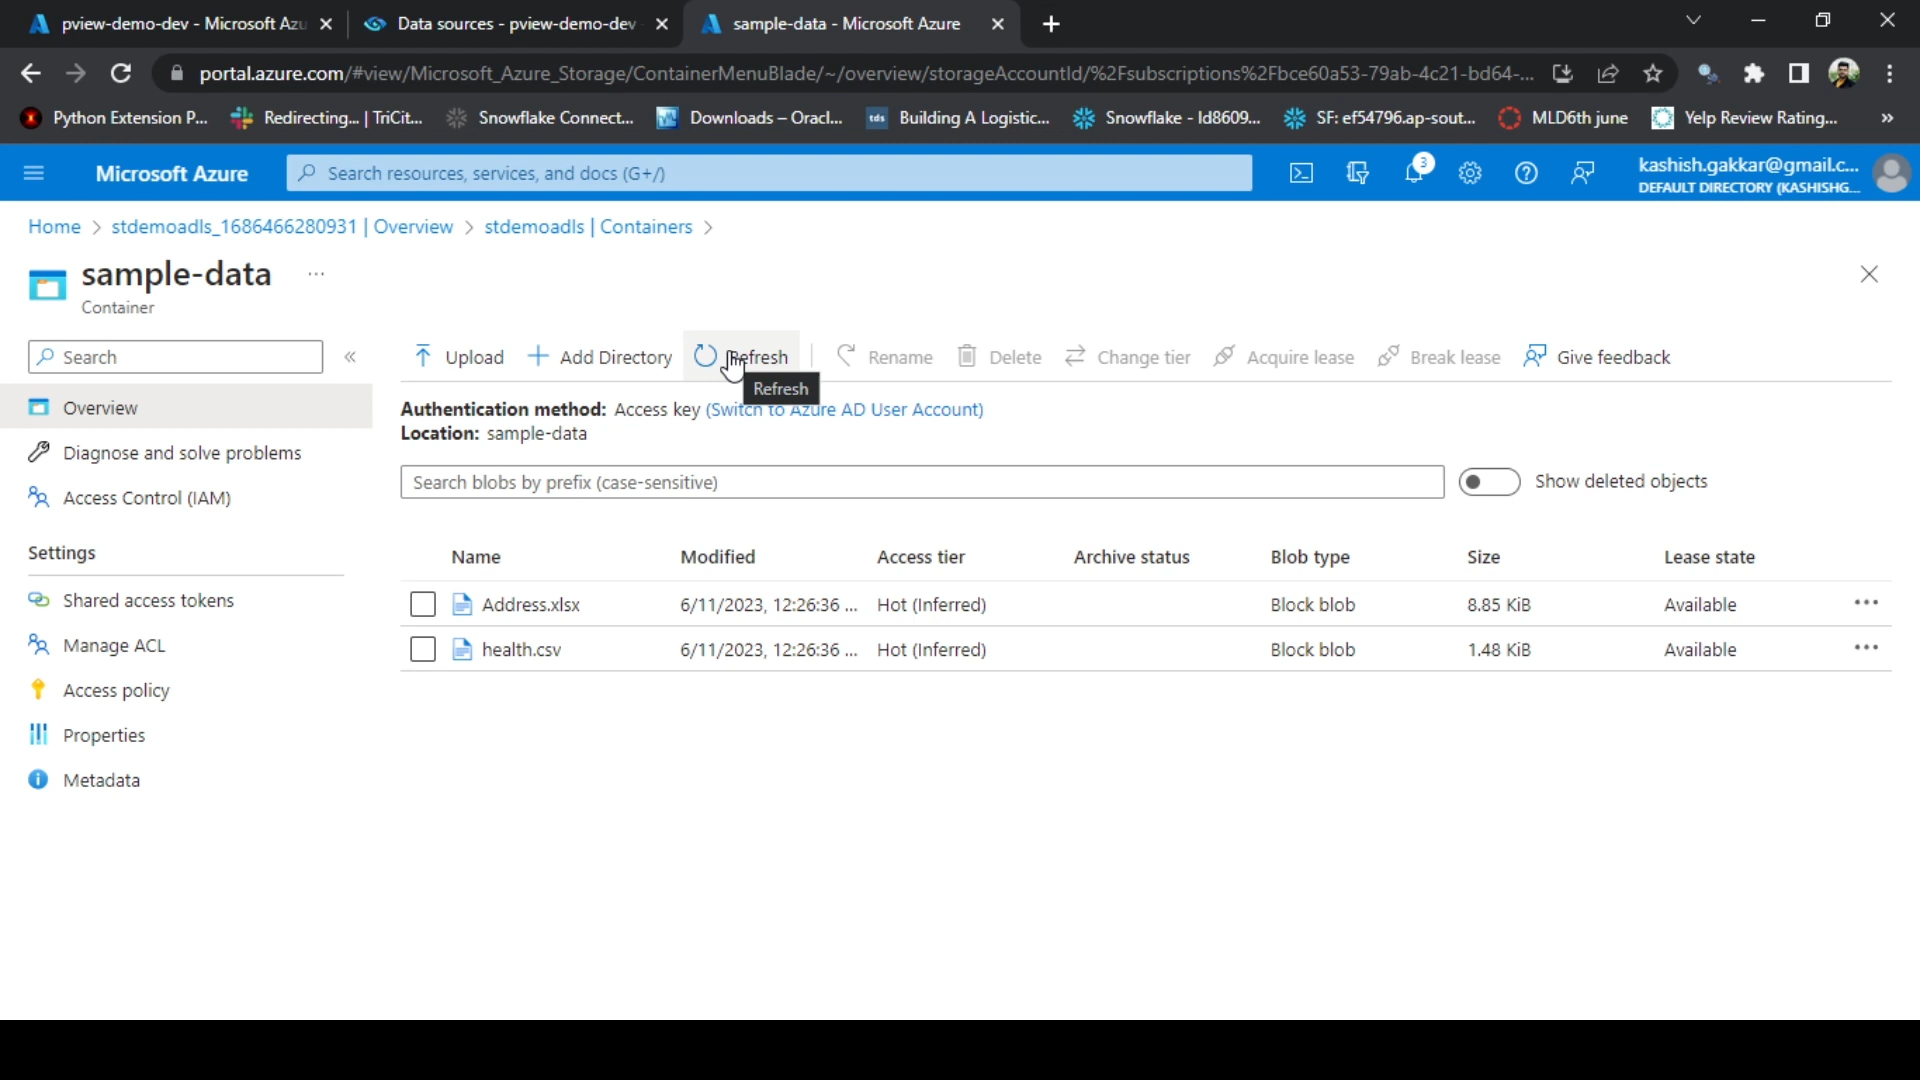 pview-demo-dev - Microsoft Azu
Data sources - pview-demo-dev
sample-data - Microsoft Azure
portal.azure.com/#view/Microsoft_Azure_Storage/ContainerMenuBlade/~/overview/storageAccountId/%2Fsubscriptions%2Fbce60a53-79ab-4c21-bd64-...
Python Extension P...
Redirecting... | TriCit...
Snowflake Connect...
Downloads – Oracl...
tds
Building A Logistic...
Snowflake - Id8609...
SF: ef54796.ap-sout...
MLD6th june
Yelp Review Rating...
»
Microsoft Azure
Search resources, services, and docs (G+/)
3
kashish.gakkar@gmail.c...
DEFAULT DIRECTORY (KASHISHG...
Home > stdemoadls_1686466280931 | Overview > stdemoadls | Containers >
sample-data ...
Container
Search
«
Upload
Add Directory
Refresh
Rename
Delete
Change tier
Acquire lease
Break lease
Give feedback
Refresh
Overview
Diagnose and solve problems
Access Control (IAM)
Settings
Shared access tokens
Manage ACL
Access policy
Properties
Metadata
Authentication method: Access key (Switch to Azure AD User Account)
Location: sample-data
Search blobs by prefix (case-sensitive)
Show deleted objects
Name Modified Access tier Archive status Blob type Size Lease state
Address.xlsx 6/11/2023, 12:26:36 ... Hot (Inferred) Block blob 8.85 KiB Available ...
health.csv 6/11/2023, 12:26:36 ... Hot (Inferred) Block blob 1.48 KiB Available ...